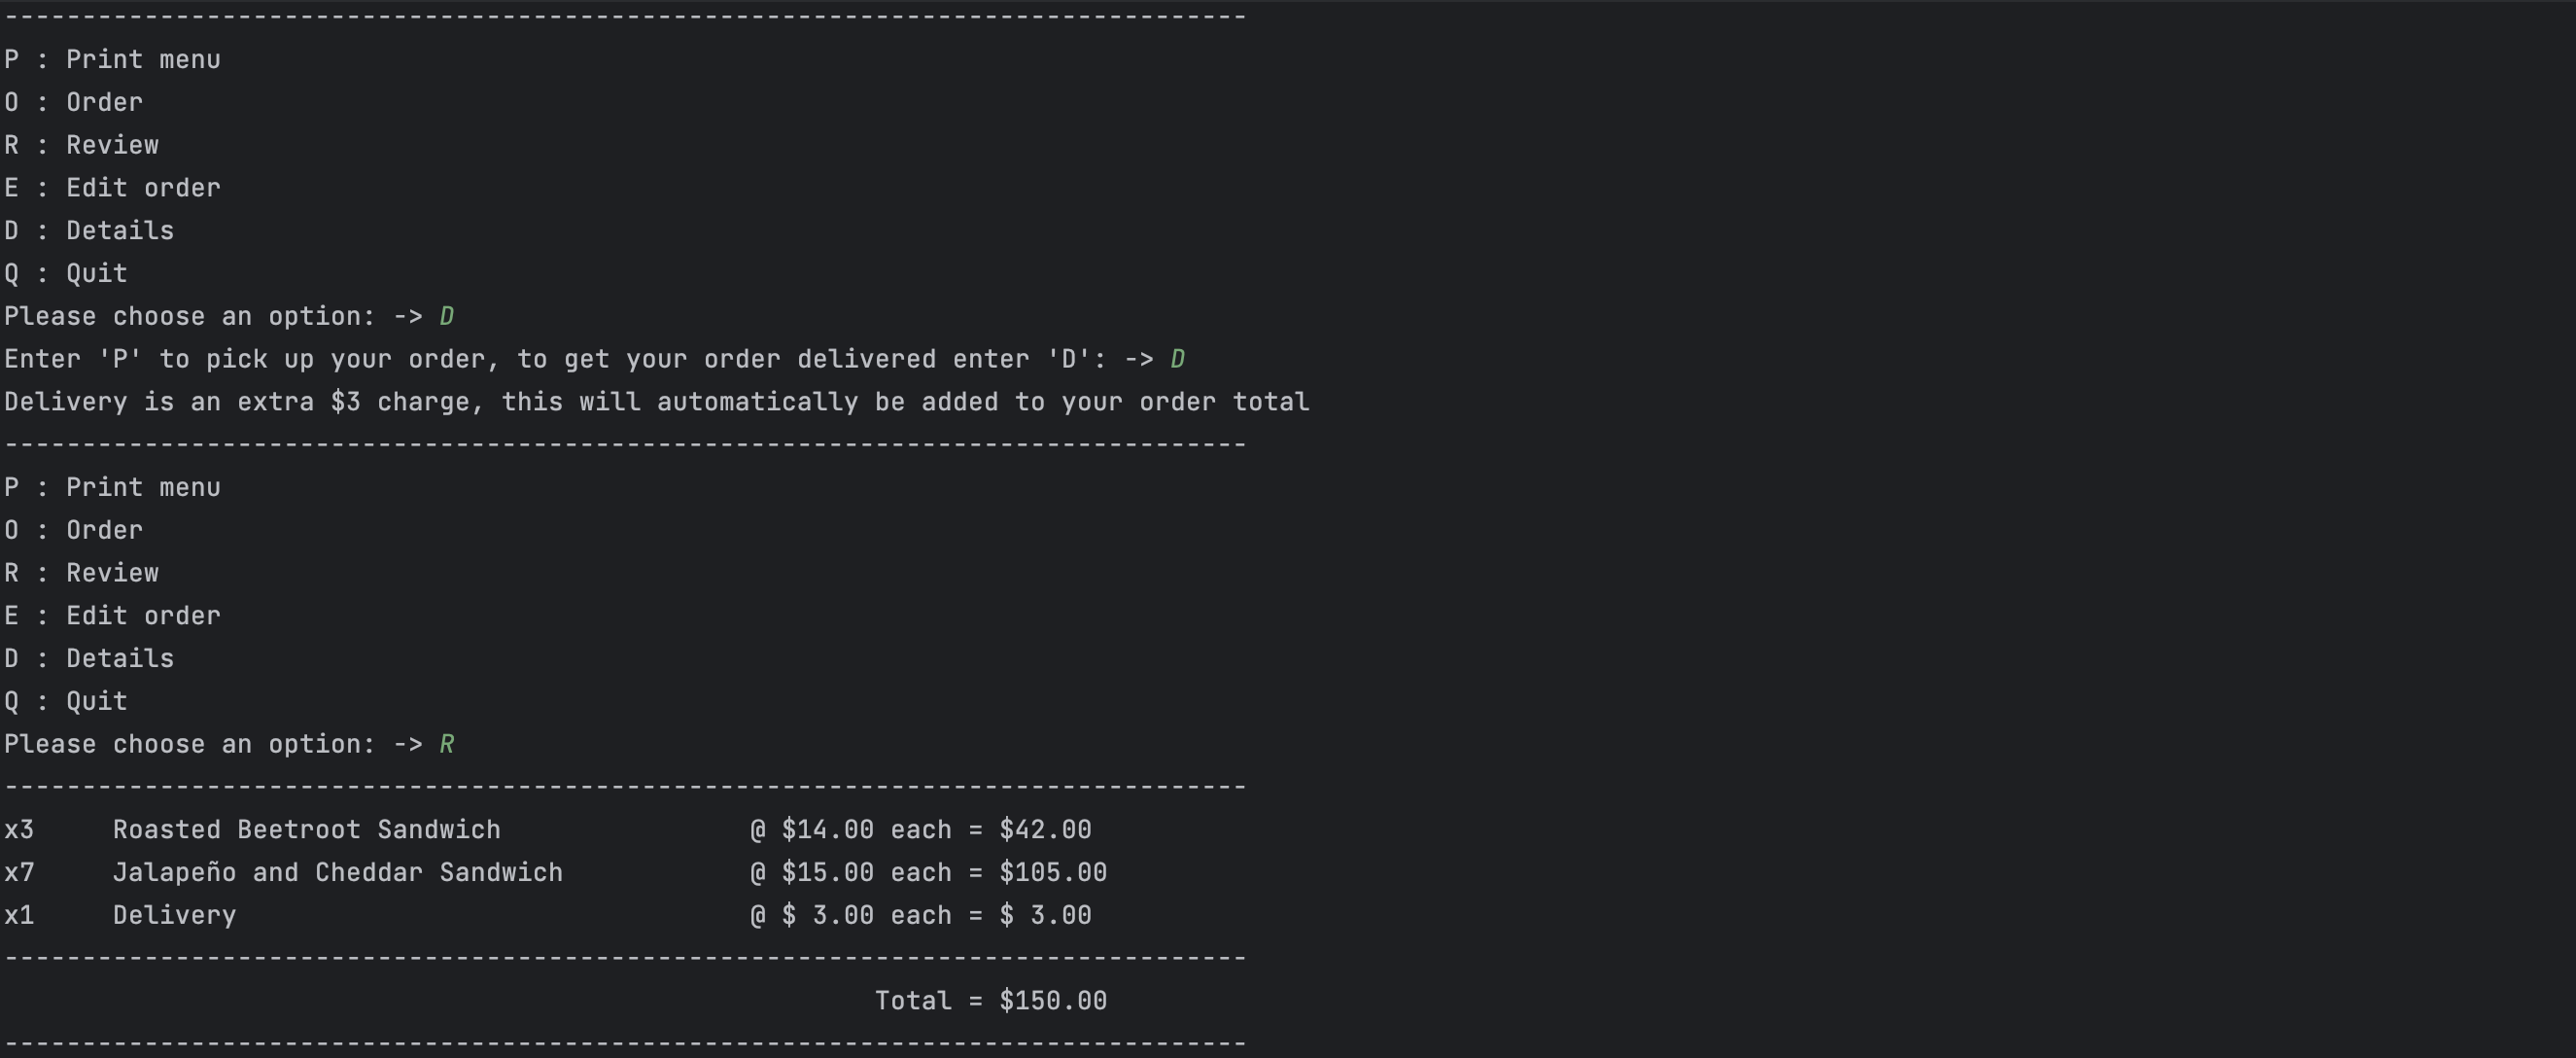 --------------------------------------------------------------------------------
P : Print menu
O : Order
R : Review
E : Edit order
D : Details
Q : Quit
Please choose an option: -> D
Enter 'P' to pick up your order, to get your order delivered enter 'D': -> D
Delivery is an extra $3 charge, this will automatically be added to your order total
--------------------------------------------------------------------------------
P : Print menu
O : Order
R : Review
E : Edit order
D : Details
Q : Quit
Please choose an option: -> R
--------------------------------------------------------------------------------
x3     Roasted Beetroot Sandwich                @ $14.00 each = $42.00
x7     Jalapeño and Cheddar Sandwich            @ $15.00 each = $105.00
x1     Delivery                                 @ $ 3.00 each = $ 3.00
--------------------------------------------------------------------------------
                                                        Total = $150.00
--------------------------------------------------------------------------------